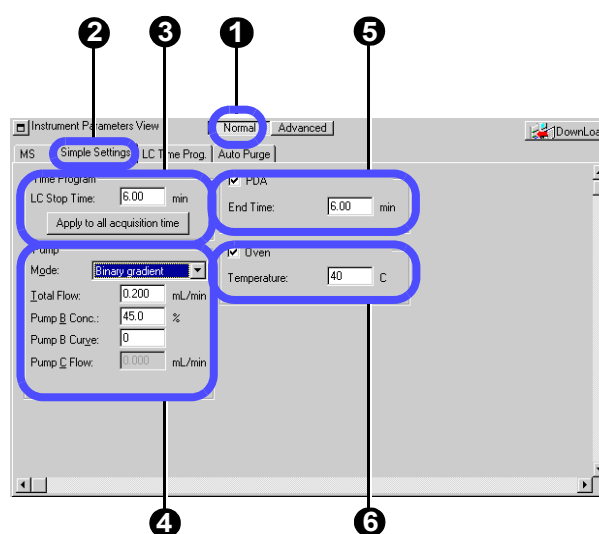 2 3 1 5
Instrument Parameters View Normal Advanced DownLoa
MS Simple Settings LC Time Prog. Auto Purge
Time Program PDA
LC Stop Time: 6.00 min End Time: 6.00 min
Apply to all acquisition time
Pump Oven
Mode: Binary gradient Temperature: 40 C
Total Flow: 0.200 mL/min
Pump B Conc.: 45.0 %
Pump B Curve: 0
Pump C Flow: 0.000 mL/min
4 6